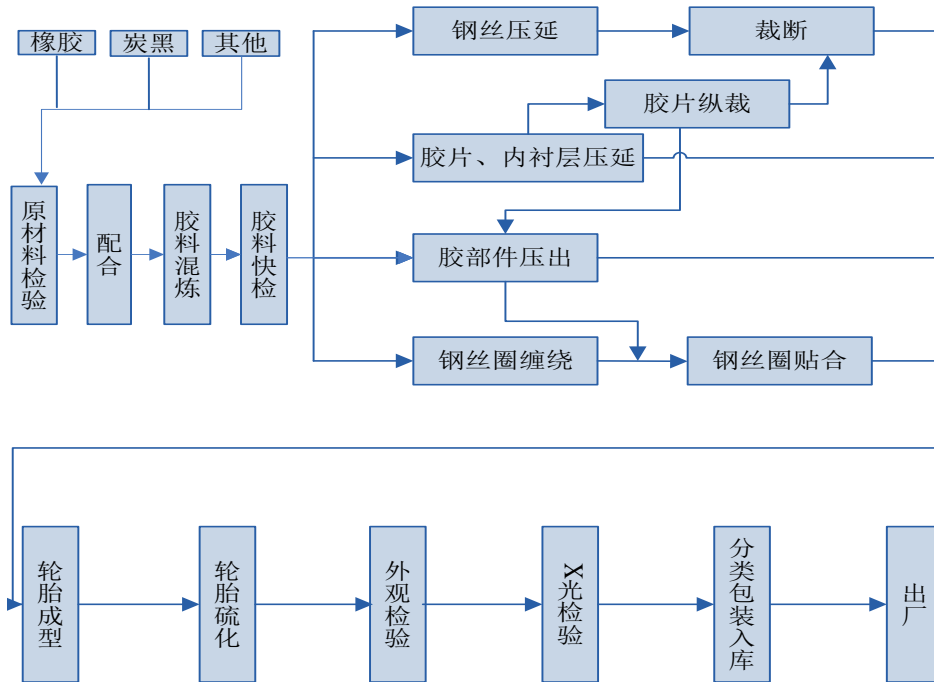 橡胶
炭黑
其他
原材料检验
配合
胶料混炼
胶料快检
钢丝压延
裁断
胶片纵裁
胶片、内衬层压延
胶部件压出
钢丝圈缠绕
钢丝圈贴合
轮胎成型
轮胎硫化
外观检验
X光检验
分类包装入库
出厂